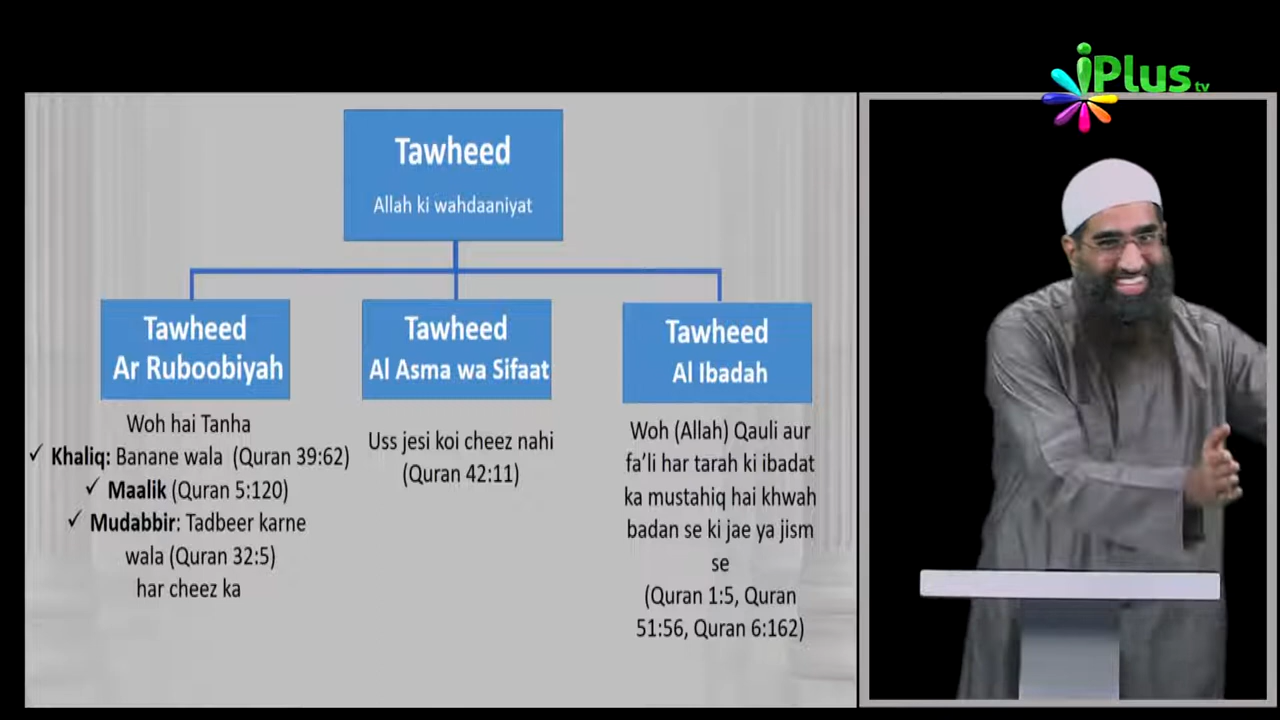 iPlus tv
Tawheed
Allah ki wahdaaniyat
Tawheed
Ar Ruboobiyah
Woh hai Tanha
✓ Khaliq: Banane wala (Quran 39:62)
✓ Maalik (Quran 5:120)
✓ Mudabbir: Tadbeer karne
wala (Quran 32:5)
har cheez ka
Tawheed
Al Asma wa Sifaat
Uss jesi koi cheez nahi
(Quran 42:11)
Tawheed
Al Ibadah
Woh (Allah) Qauli aur
fa’li har tarah ki ibadat
ka mustahiq hai khwah
badan se ki jae ya jism
se
(Quran 1:5, Quran
51:56, Quran 6:162)